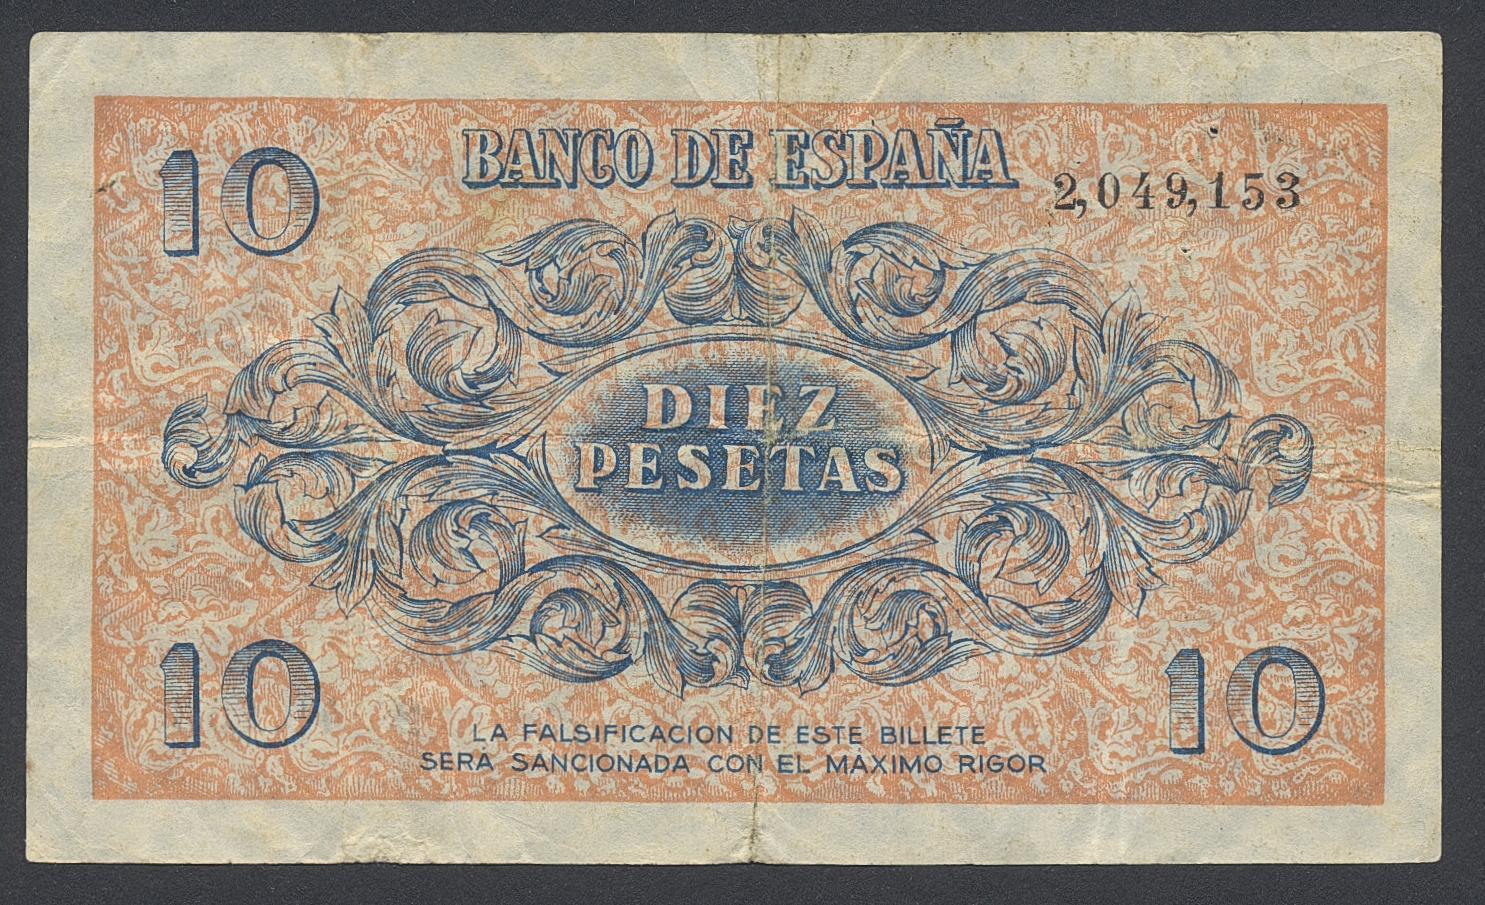 BANCO DE ESPAÑA
10
2,049,153
DIEZ
PESETAS
10
10
LA FALSIFICACION DE ESTE BILLETE
SERÁ SANCIONADA CON EL MÁXIMO RIGOR